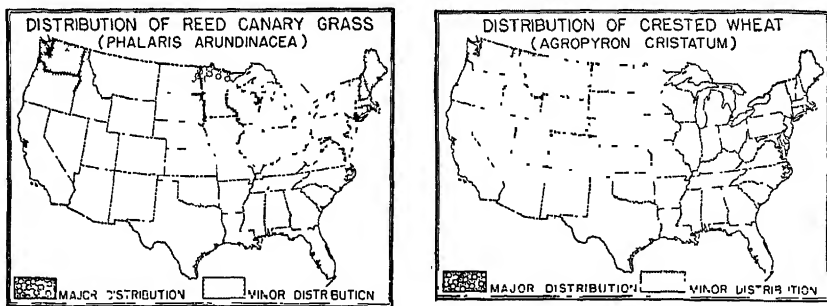 DISTRIBUTION OF REED CANARY GRASS
(PHALARIS ARUNDINACEA)
MAJOR DISTRIBUTION MINOR DISTRIBUTION
DISTRIBUTION OF CRESTED WHEAT
(AGROPYRON CRISTATUM)
MAJOR DISTRIBUTION MINOR DISTRIBUTION